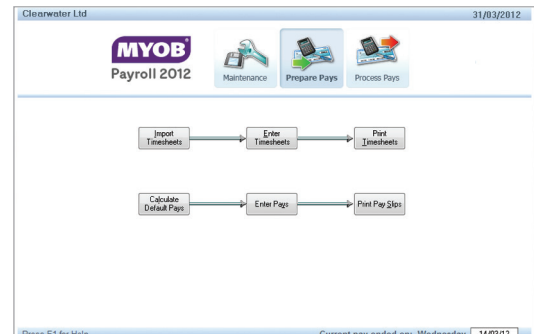 Clearwater Ltd 31/03/2012
MYOB
Payroll 2012
Maintenance Prepare Pays Process Pays
Import
Timesheets
Enter
Timesheets
Print
Timesheets
Calculate
Default Pays
Enter Pays
Print Pay Slips
Press F1 for Help Current pay ended on: Wednesday 14/03/12